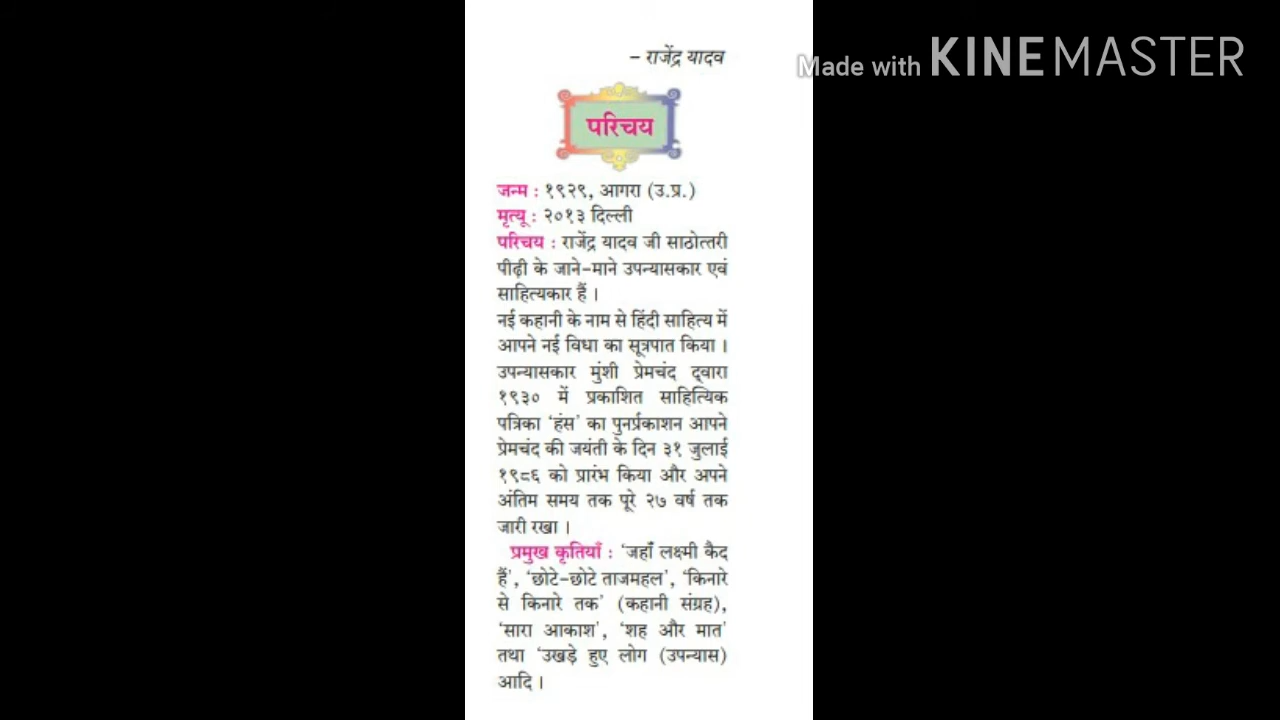 – राजेंद्र यादव
Made with KINEMASTER
परिचय
जन्म : १९२९, आगरा (उ.प्र.)
मृत्यू : २०१३ दिल्ली
परिचय : राजेंद्र यादव जी साठोत्तरी
पीढ़ी के जाने-माने उपन्यासकार एवं
साहित्यकार हैं ।
नई कहानी के नाम से हिंदी साहित्य में
आपने नई विधा का सूत्रपात किया ।
उपन्यासकार मुंशी प्रेमचंद द्‌वारा
१९३० में प्रकाशित साहित्यिक
पत्रिका ‘हंस’ का पुनर्प्रकाशन आपने
प्रेमचंद की जयंती के दिन ३१ जुलाई
१९८६ को प्रारंभ किया और अपने
अंतिम समय तक पूरे २७ वर्ष तक
जारी रखा ।
प्रमुख कृतियाँ : ‘जहाँ लक्ष्मी कैद
हैं’, ‘छोटे-छोटे ताजमहल’, ‘किनारे
से किनारे तक’ (कहानी संग्रह),
‘सारा आकाश’, ‘शह और मात’
तथा ‘उखड़े हुए लोग (उपन्यास)
आदि ।